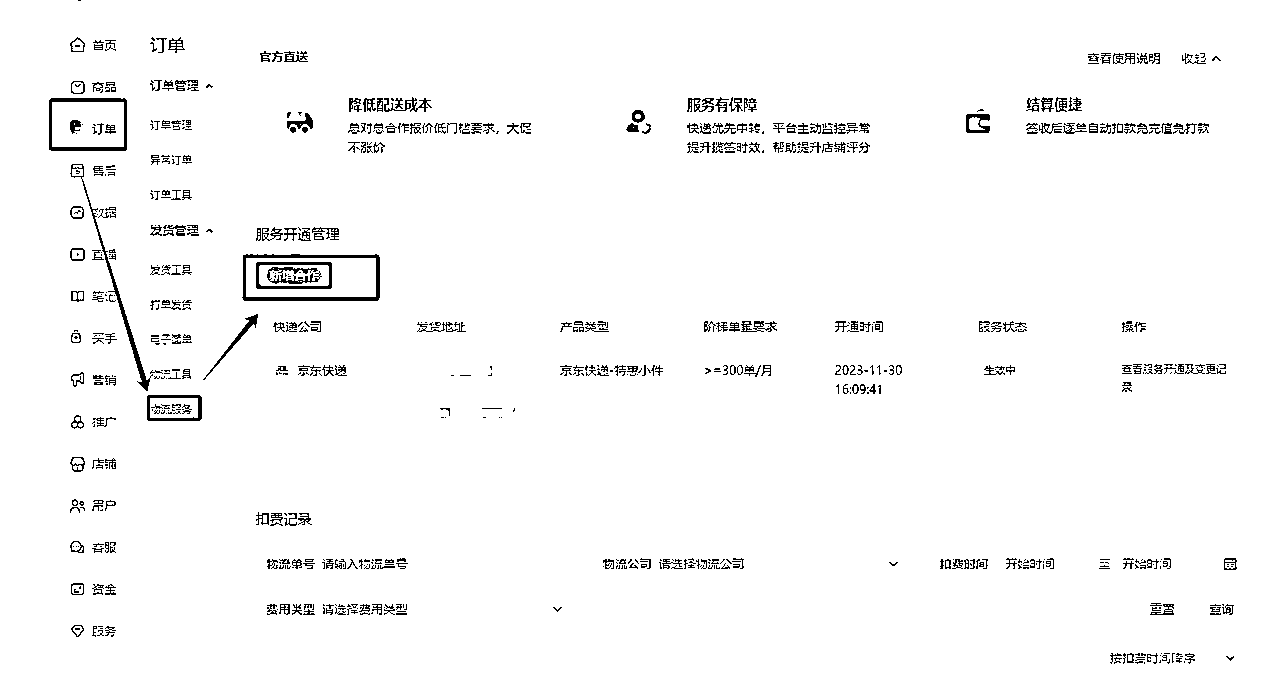 首页
商品
订单
售后
数据
直播
笔记
买手
营销
推广
店铺
用户
客服
资金
服务
订单
订单管理
订单管理
异常订单
订单工具
发货管理
发货工具
打单发货
电子面单
物流工具
物流服务
官方直送
查看使用说明 收起
降低配送成本
总对总合作报价低门槛要求，大促
不涨价
服务有保障
快递优先中转，平台主动监控异常
提升揽签时效，帮助提升店铺评分
结算便捷
签收后逐单自动扣款免充值免打款
服务开通管理
新增合作
快递公司 发货地址 产品类型 阶梯单量要求 开通时间 服务状态 操作
京东快递 京东快递-特惠小件 >=300单/月 2023-11-30 生效中 查看服务开通及变更记
16:09:41 录
扣费记录
物流单号 请输入物流单号 物流公司 请选择物流公司 扣费时间 开始时间 至 开始时间
费用类型 请选择费用类型 重置 查询
按扣费时间降序